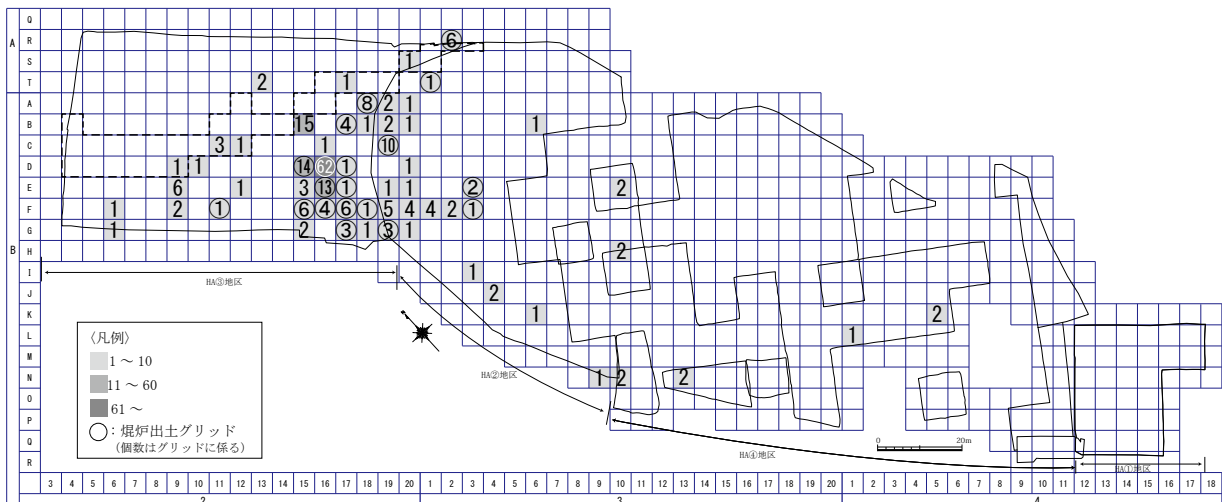 A
Q
R 6
S 1
T 2 1 1
B
A 8 2 1
B 15 4 1 2 1 1
C 3 1 1 10
D 1 1 14 62 1 1
E 6 1 3 13 1 1 1 2 2
F 1 2 1 6 4 6 1 5 4 4 2 1
G 1 2 3 1 3 1
H 2
I 1
J 2
K 1 2
L 1
M
N 1 2 2
O
P
Q
R
HA③地区
HA②地区
HA④地区
HA①地区
〈凡例〉
1 ～ 10
11 ～ 60
61 ～
○：焜炉出土グリッド
(個数はグリッドに係る)
0 20m
3 4 5 6 7 8 9 10 11 12 13 14 15 16 17 18 19 20 1 2 3 4 5 6 7 8 9 10 11 12 13 14 15 16 17 18 19 20 1 2 3 4 5 6 7 8 9 10 11 12 13 14 15 16 17 18
2 3 4